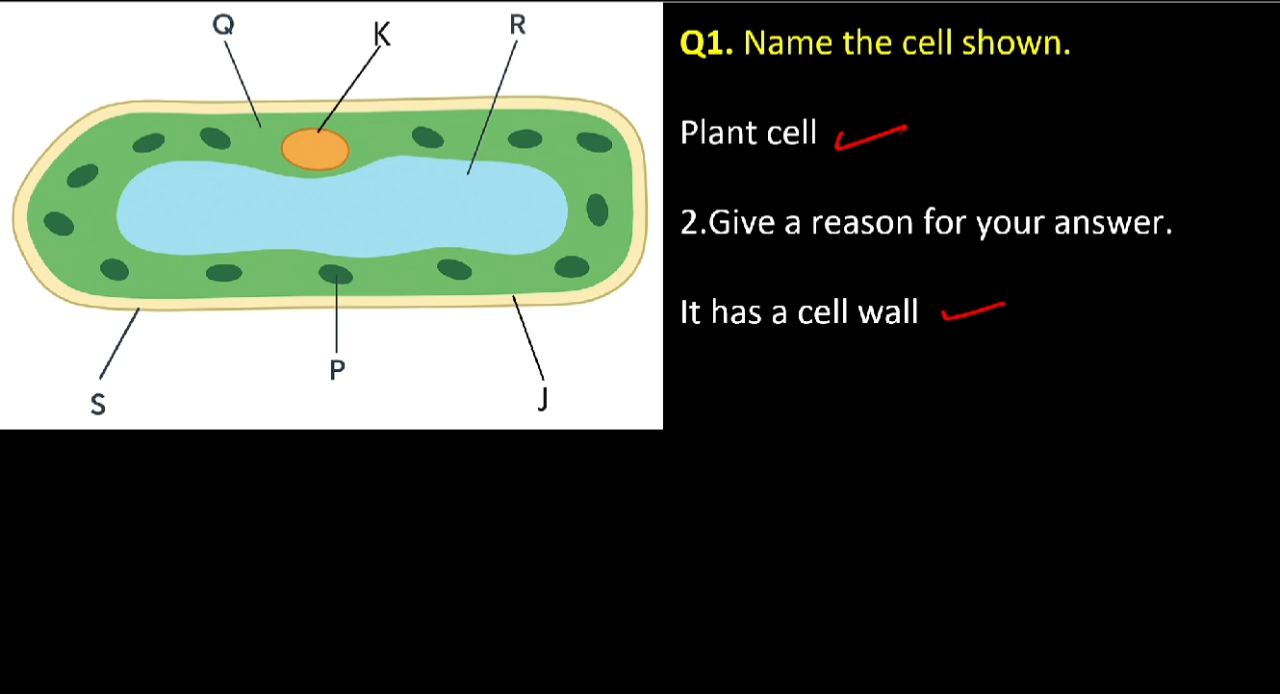 Q
K
R
S
P
J
Q1. Name the cell shown.
Plant cell
2.Give a reason for your answer.
It has a cell wall